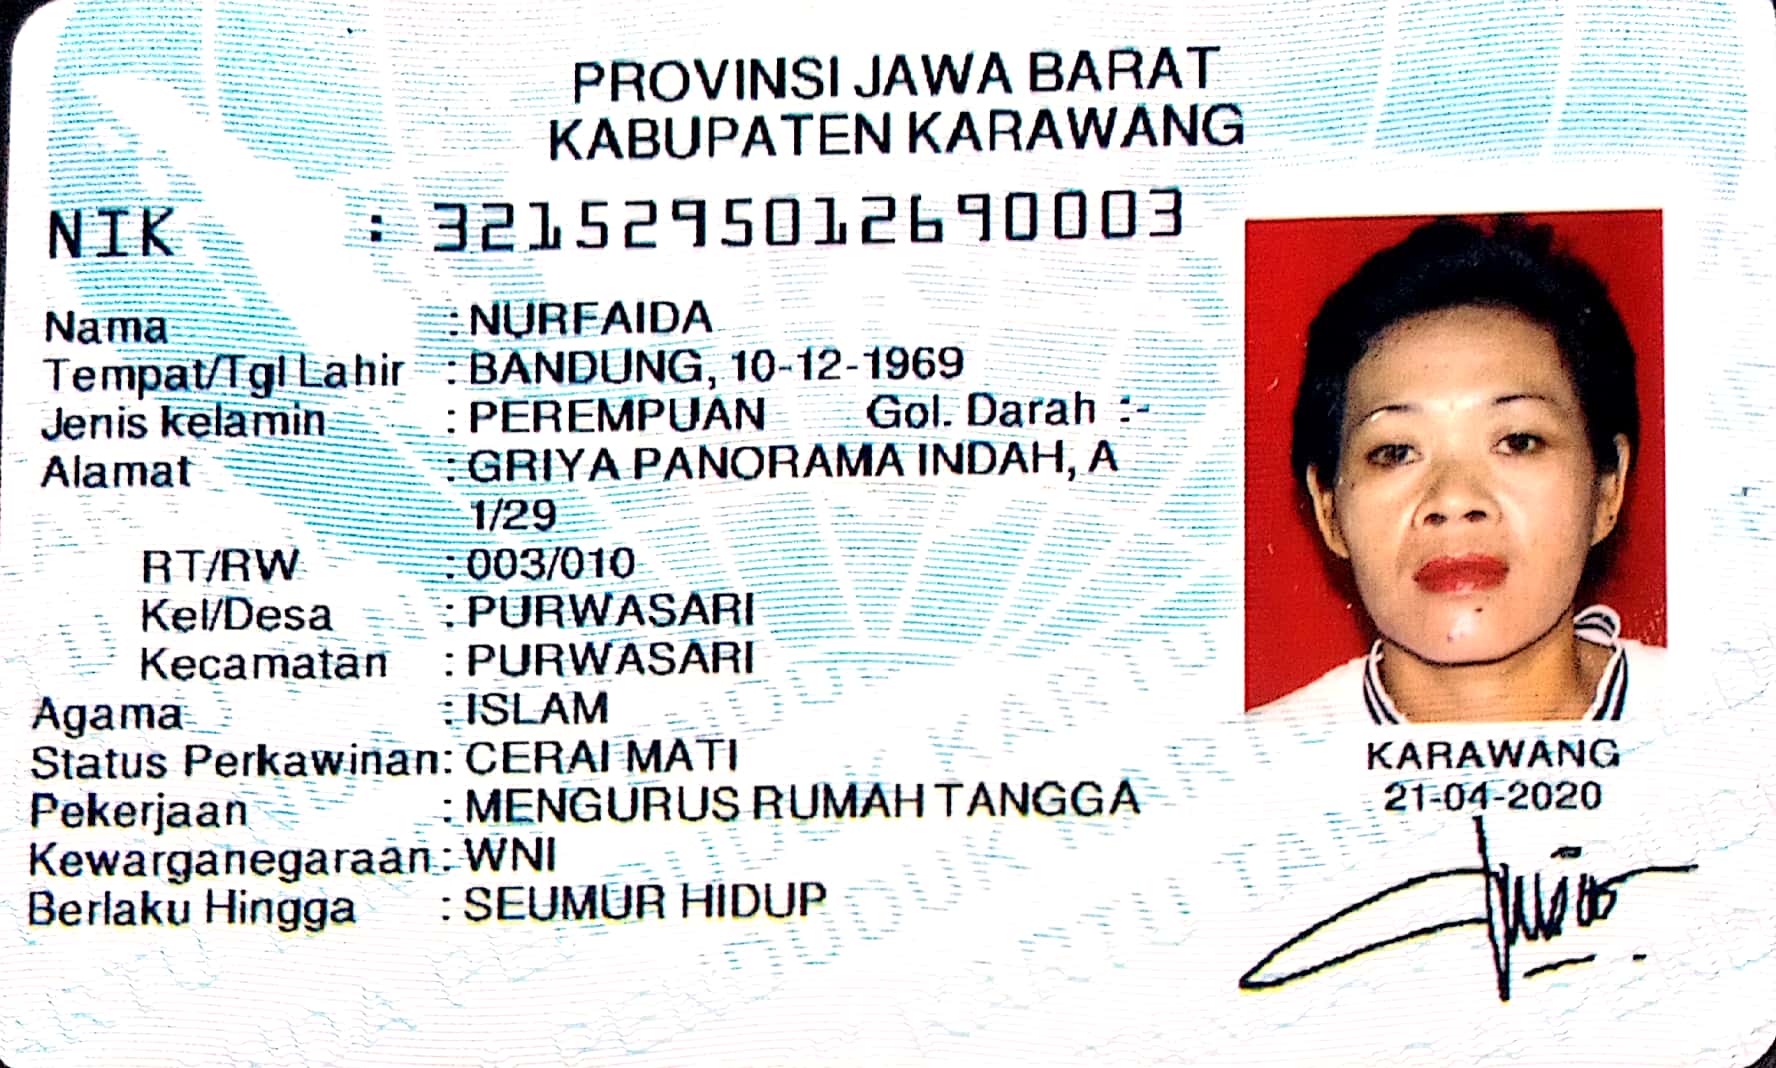 PROVINSI JAWA BARAT
KABUPATEN KARAWANG
NIK : 3215295012690003
Nama : NURFAIDA
Tempat/Tgl Lahir : BANDUNG, 10-12-1969
Jenis kelamin : PEREMPUAN Gol. Darah :-
Alamat : GRIYA PANORAMA INDAH, A
1/29
RT/RW : 003/010
Kel/Desa : PURWASARI
Kecamatan : PURWASARI
Agama : ISLAM
Status Perkawinan: CERAI MATI
Pekerjaan : MENGURUS RUMAH TANGGA
Kewarganegaraan: WNI
Berlaku Hingga : SEUMUR HIDUP
KARAWANG
21-04-2020